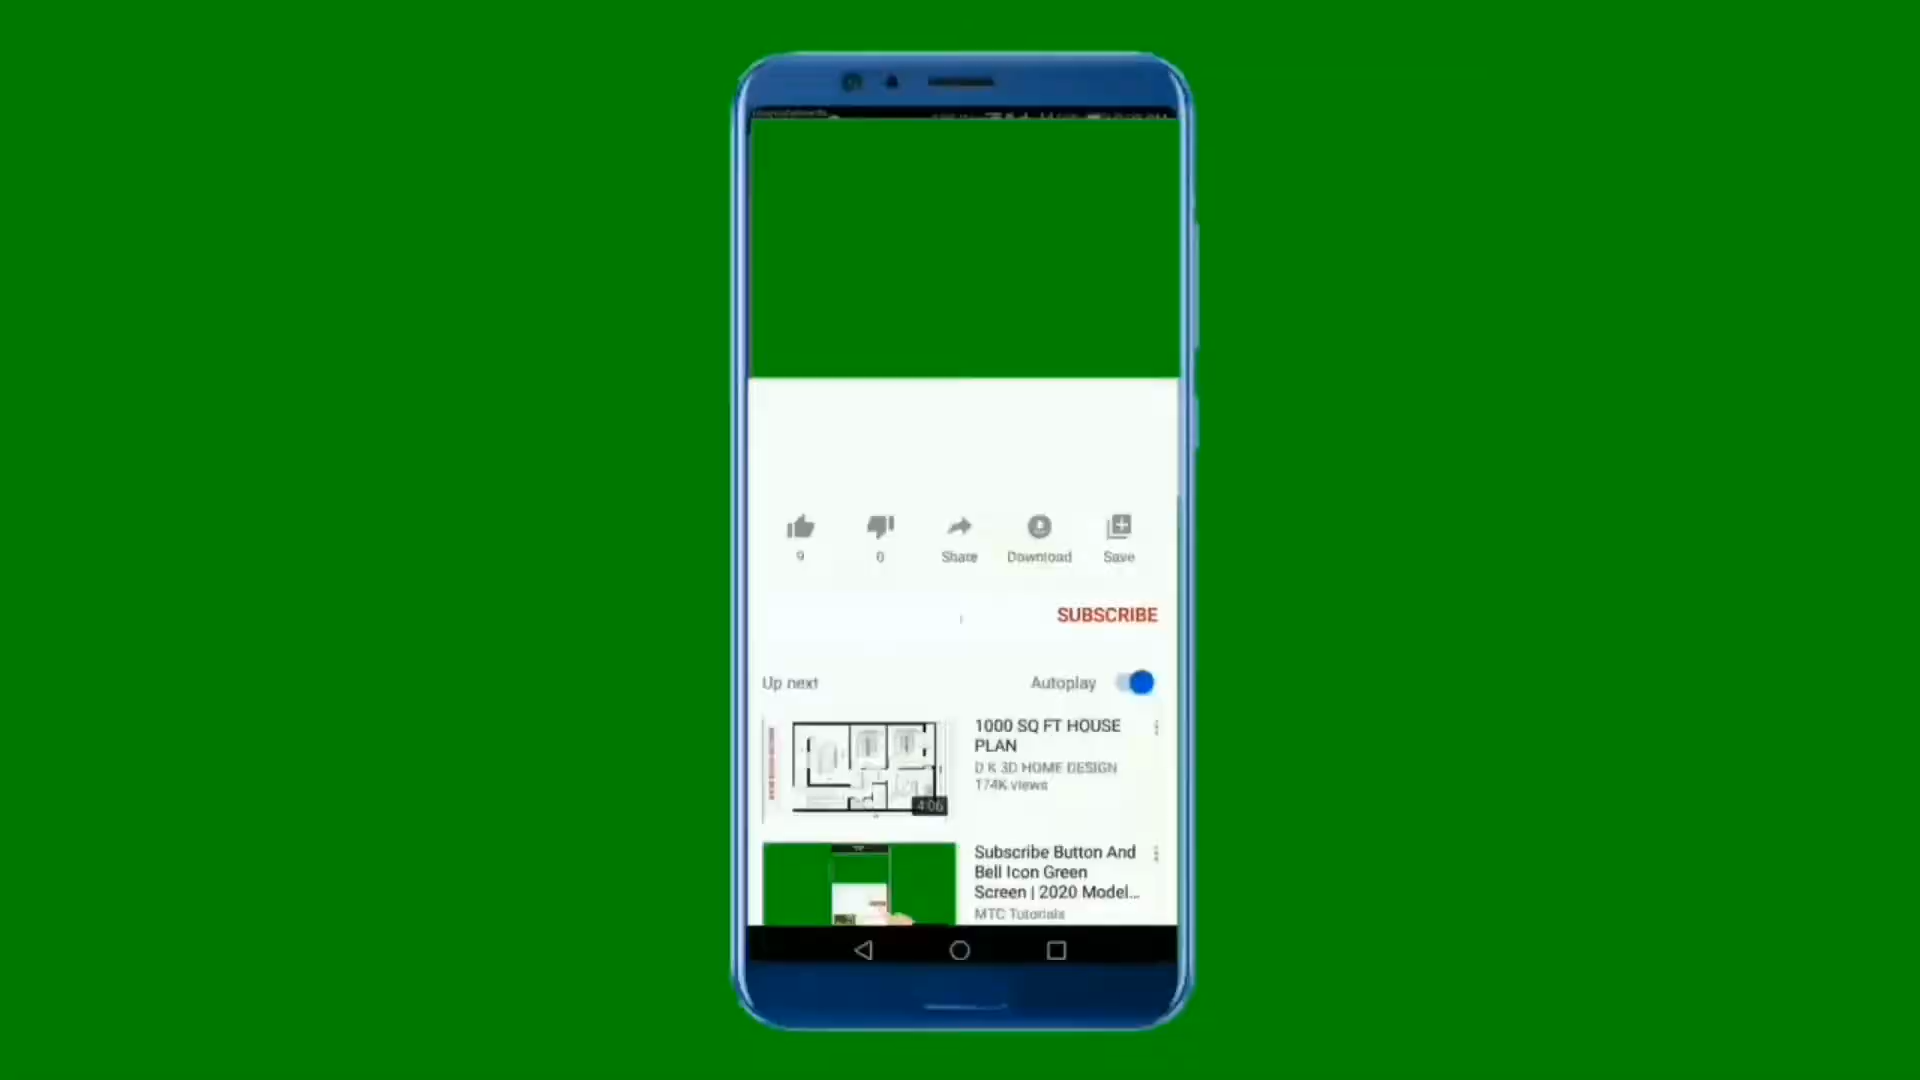 9
0
Share
Download
Save
SUBSCRIBE
Up next
Autoplay
1000 SQ FT HOUSE
PLAN
D K 3D HOME DESIGN
174K views
4:06
Subscribe Button And
Bell Icon Green
Screen | 2020 Model...
MTC Tutorials